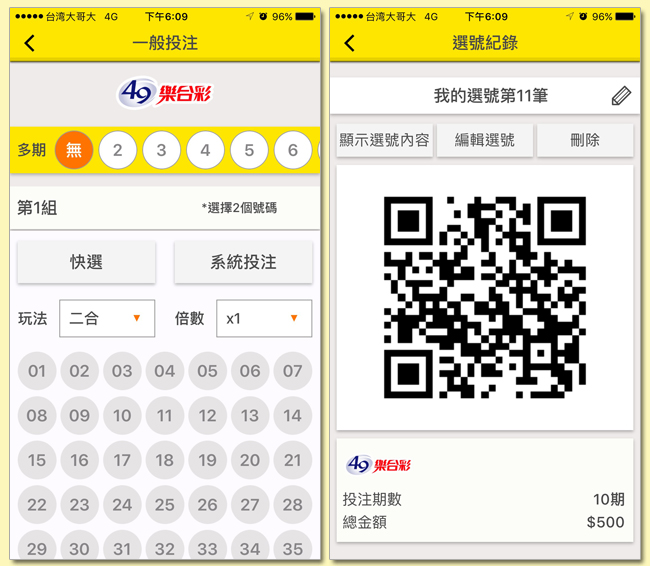 台湾大哥大 4G 下午6:09 96%
一般投注
49 樂合彩
多期 無 2 3 4 5 6
第1組 *選擇2個號碼
快選 系統投注
玩法 二合 倍數 x1
01 02 03 04 05 06 07
08 09 10 11 12 13 14
15 16 17 18 19 20 21
22 23 24 25 26 27 28
29 30 31 32 33 34 35
台湾大哥大 4G 下午6:09 96%
選號紀錄
我的選號第11筆
顯示選號內容 編輯選號 刪除
49 樂合彩
投注期數 10期
總金額 $500